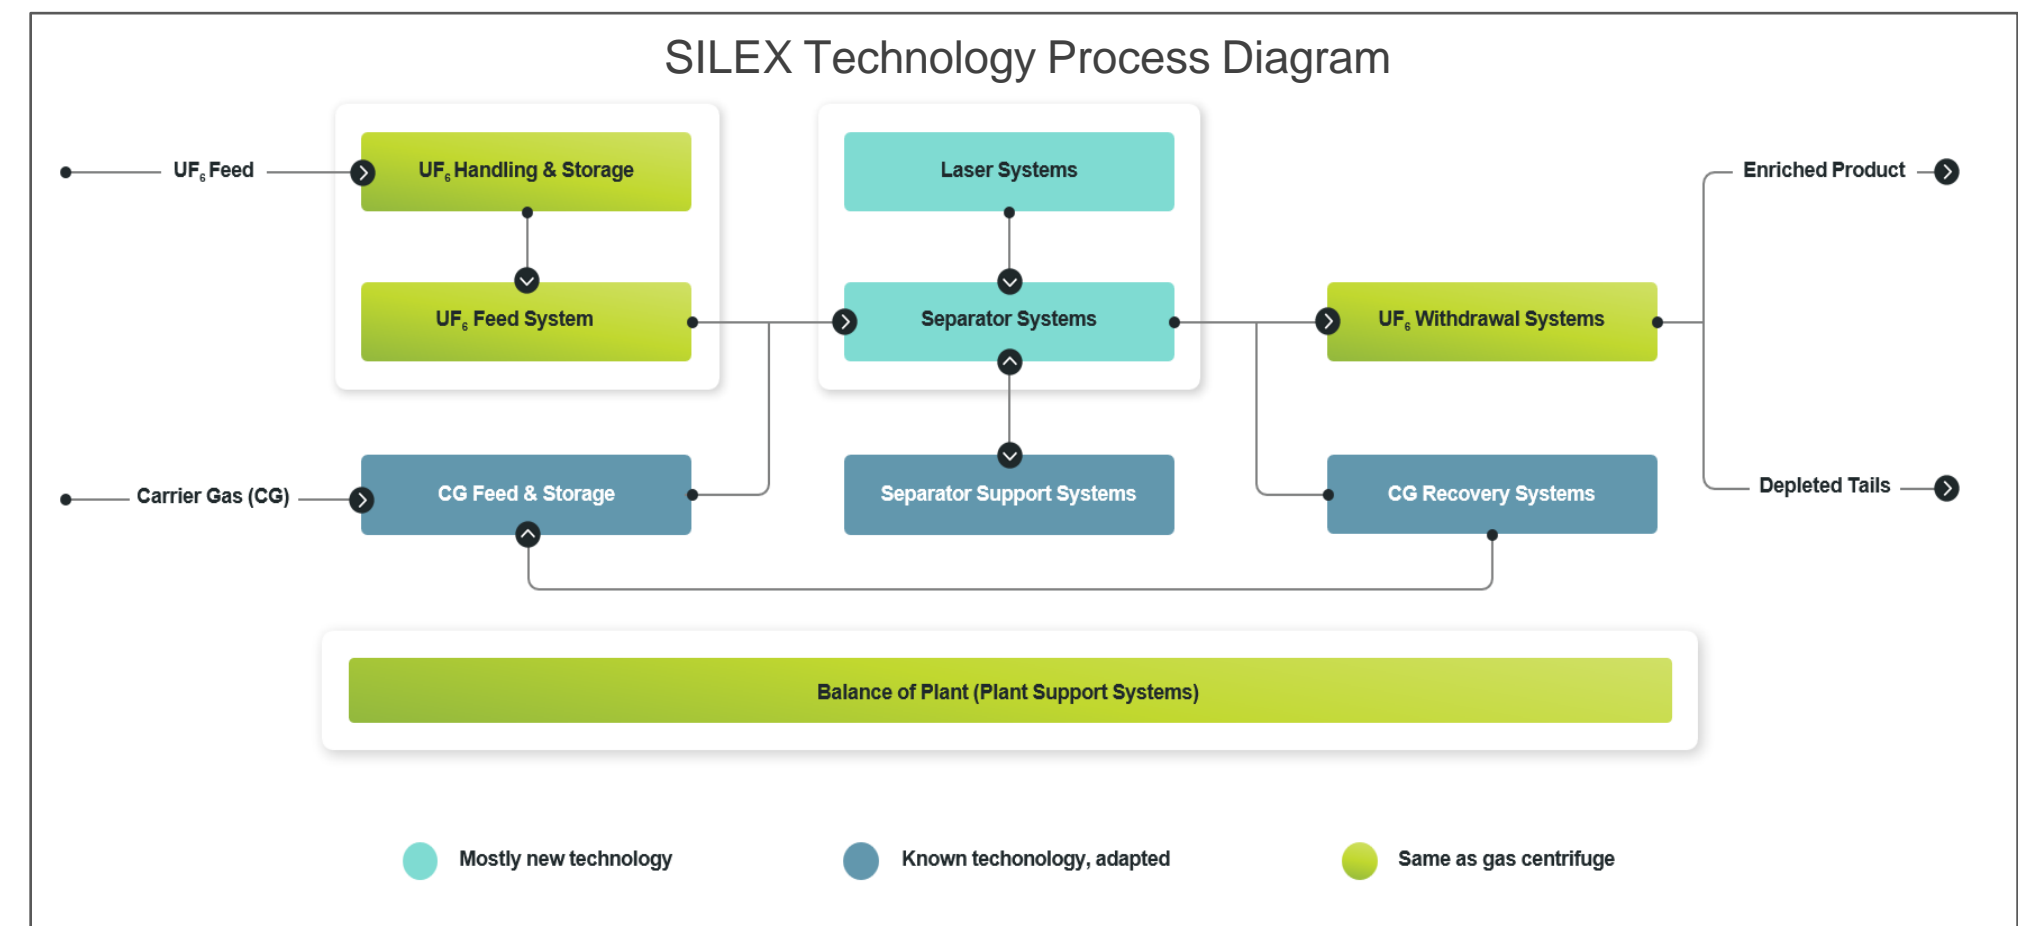 SILEX Technology Process Diagram
UF₆ Feed
UF₆ Handling & Storage
Laser Systems
Enriched Product
UF₆ Feed System
Separator Systems
UF₆ Withdrawal Systems
Carrier Gas (CG)
CG Feed & Storage
Separator Support Systems
CG Recovery Systems
Depleted Tails
Balance of Plant (Plant Support Systems)
Mostly new technology
Known techonology, adapted
Same as gas centrifuge